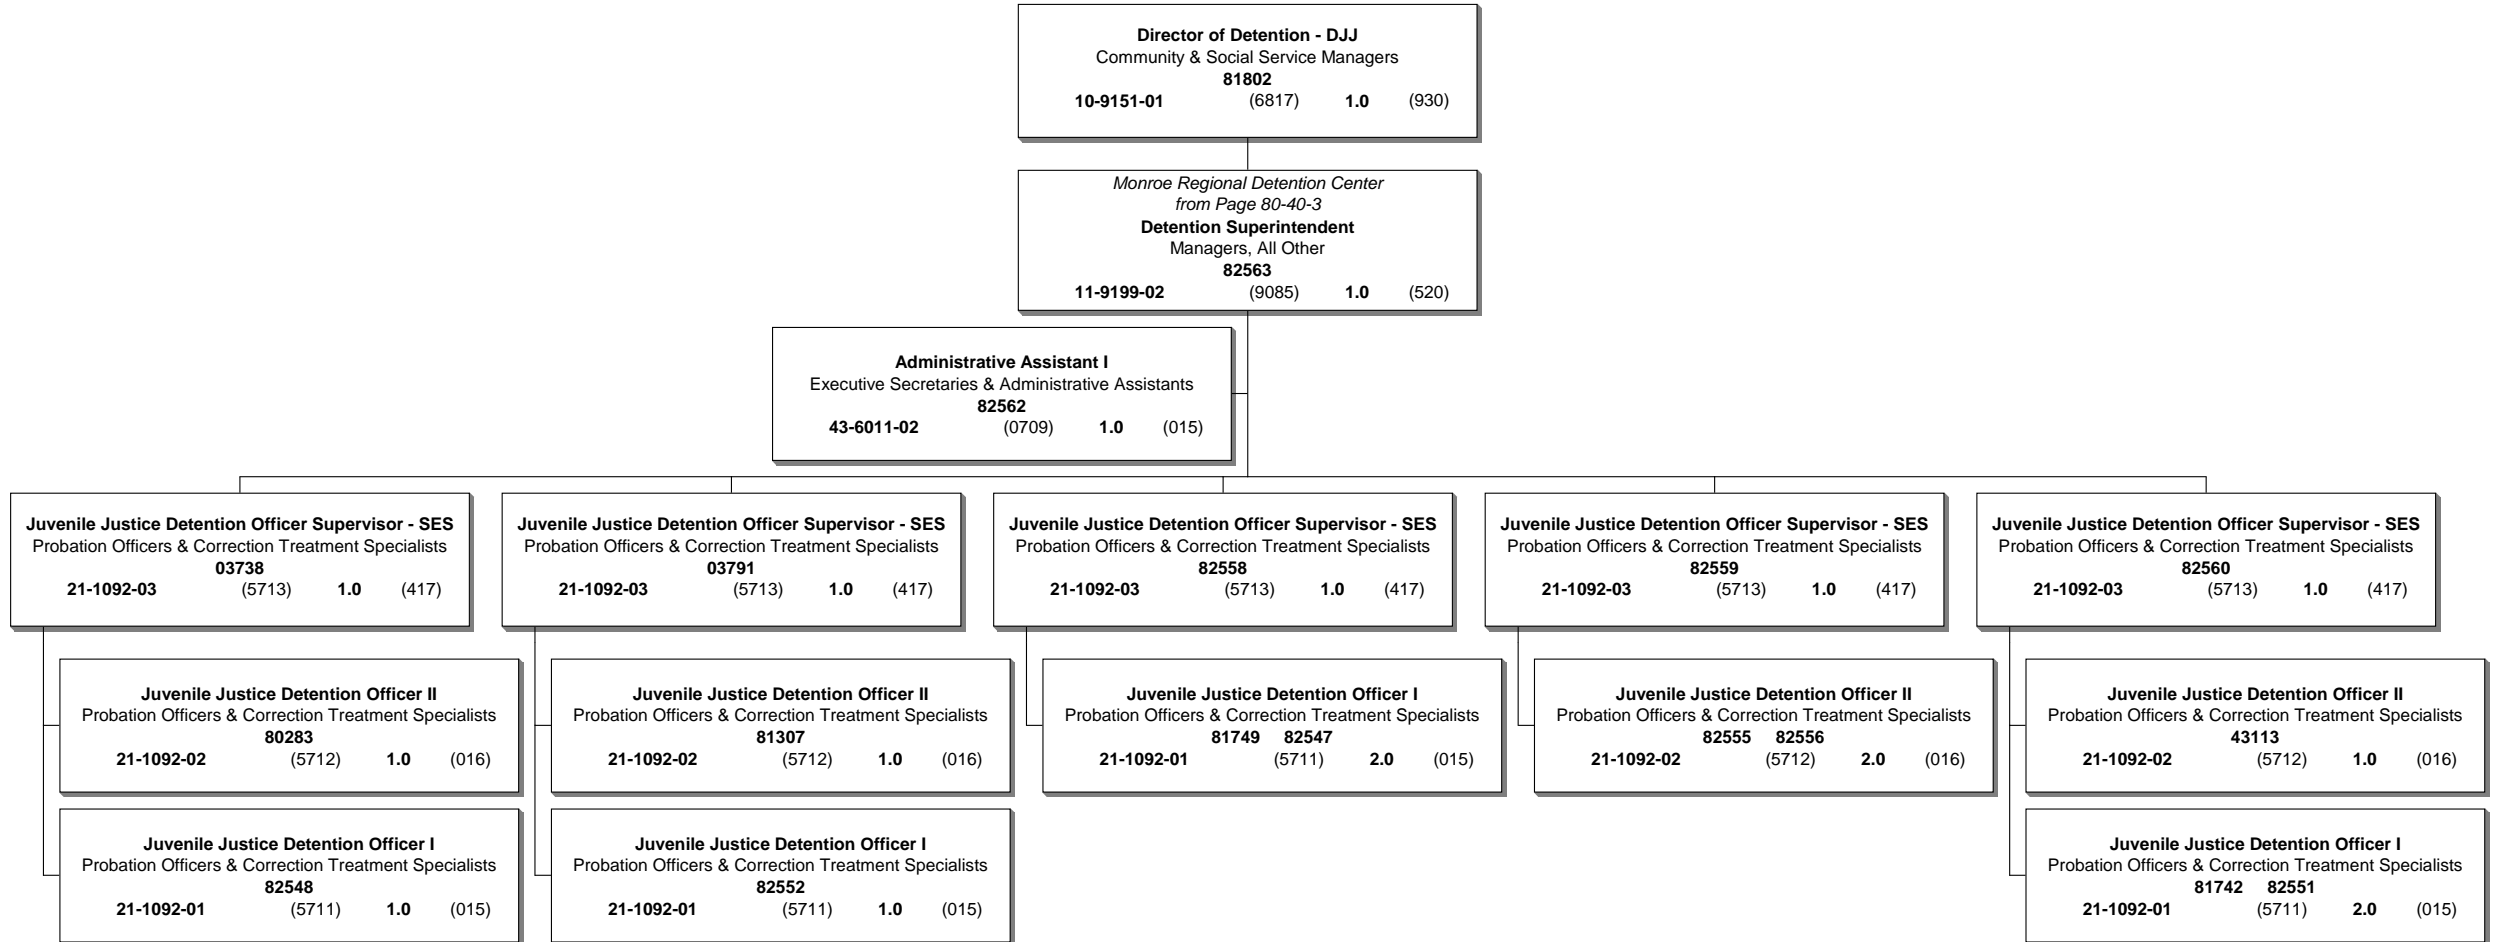 Director of Detention - DJJ
Community & Social Service Managers
81802
10-9151-01 (6817) 1.0 (930)
Monroe Regional Detention Center
from Page 80-40-3
Detention Superintendent
Managers, All Other
82563
11-9199-02 (9085) 1.0 (520)
Administrative Assistant I
Executive Secretaries & Administrative Assistants
82562
43-6011-02 (0709) 1.0 (015)
Juvenile Justice Detention Officer Supervisor - SES
Probation Officers & Correction Treatment Specialists
03738
21-1092-03 (5713) 1.0 (417)
Juvenile Justice Detention Officer II
Probation Officers & Correction Treatment Specialists
80283
21-1092-02 (5712) 1.0 (016)
Juvenile Justice Detention Officer I
Probation Officers & Correction Treatment Specialists
82548
21-1092-01 (5711) 1.0 (015)
Juvenile Justice Detention Officer Supervisor - SES
Probation Officers & Correction Treatment Specialists
03791
21-1092-03 (5713) 1.0 (417)
Juvenile Justice Detention Officer II
Probation Officers & Correction Treatment Specialists
81307
21-1092-02 (5712) 1.0 (016)
Juvenile Justice Detention Officer I
Probation Officers & Correction Treatment Specialists
82552
21-1092-01 (5711) 1.0 (015)
Juvenile Justice Detention Officer Supervisor - SES
Probation Officers & Correction Treatment Specialists
82558
21-1092-03 (5713) 1.0 (417)
Juvenile Justice Detention Officer I
Probation Officers & Correction Treatment Specialists
81749 82547
21-1092-01 (5711) 2.0 (015)
Juvenile Justice Detention Officer Supervisor - SES
Probation Officers & Correction Treatment Specialists
82559
21-1092-03 (5713) 1.0 (417)
Juvenile Justice Detention Officer II
Probation Officers & Correction Treatment Specialists
82555 82556
21-1092-02 (5712) 2.0 (016)
Juvenile Justice Detention Officer Supervisor - SES
Probation Officers & Correction Treatment Specialists
82560
21-1092-03 (5713) 1.0 (417)
Juvenile Justice Detention Officer II
Probation Officers & Correction Treatment Specialists
43113
21-1092-02 (5712) 1.0 (016)
Juvenile Justice Detention Officer I
Probation Officers & Correction Treatment Specialists
81742 82551
21-1092-01 (5711) 2.0 (015)